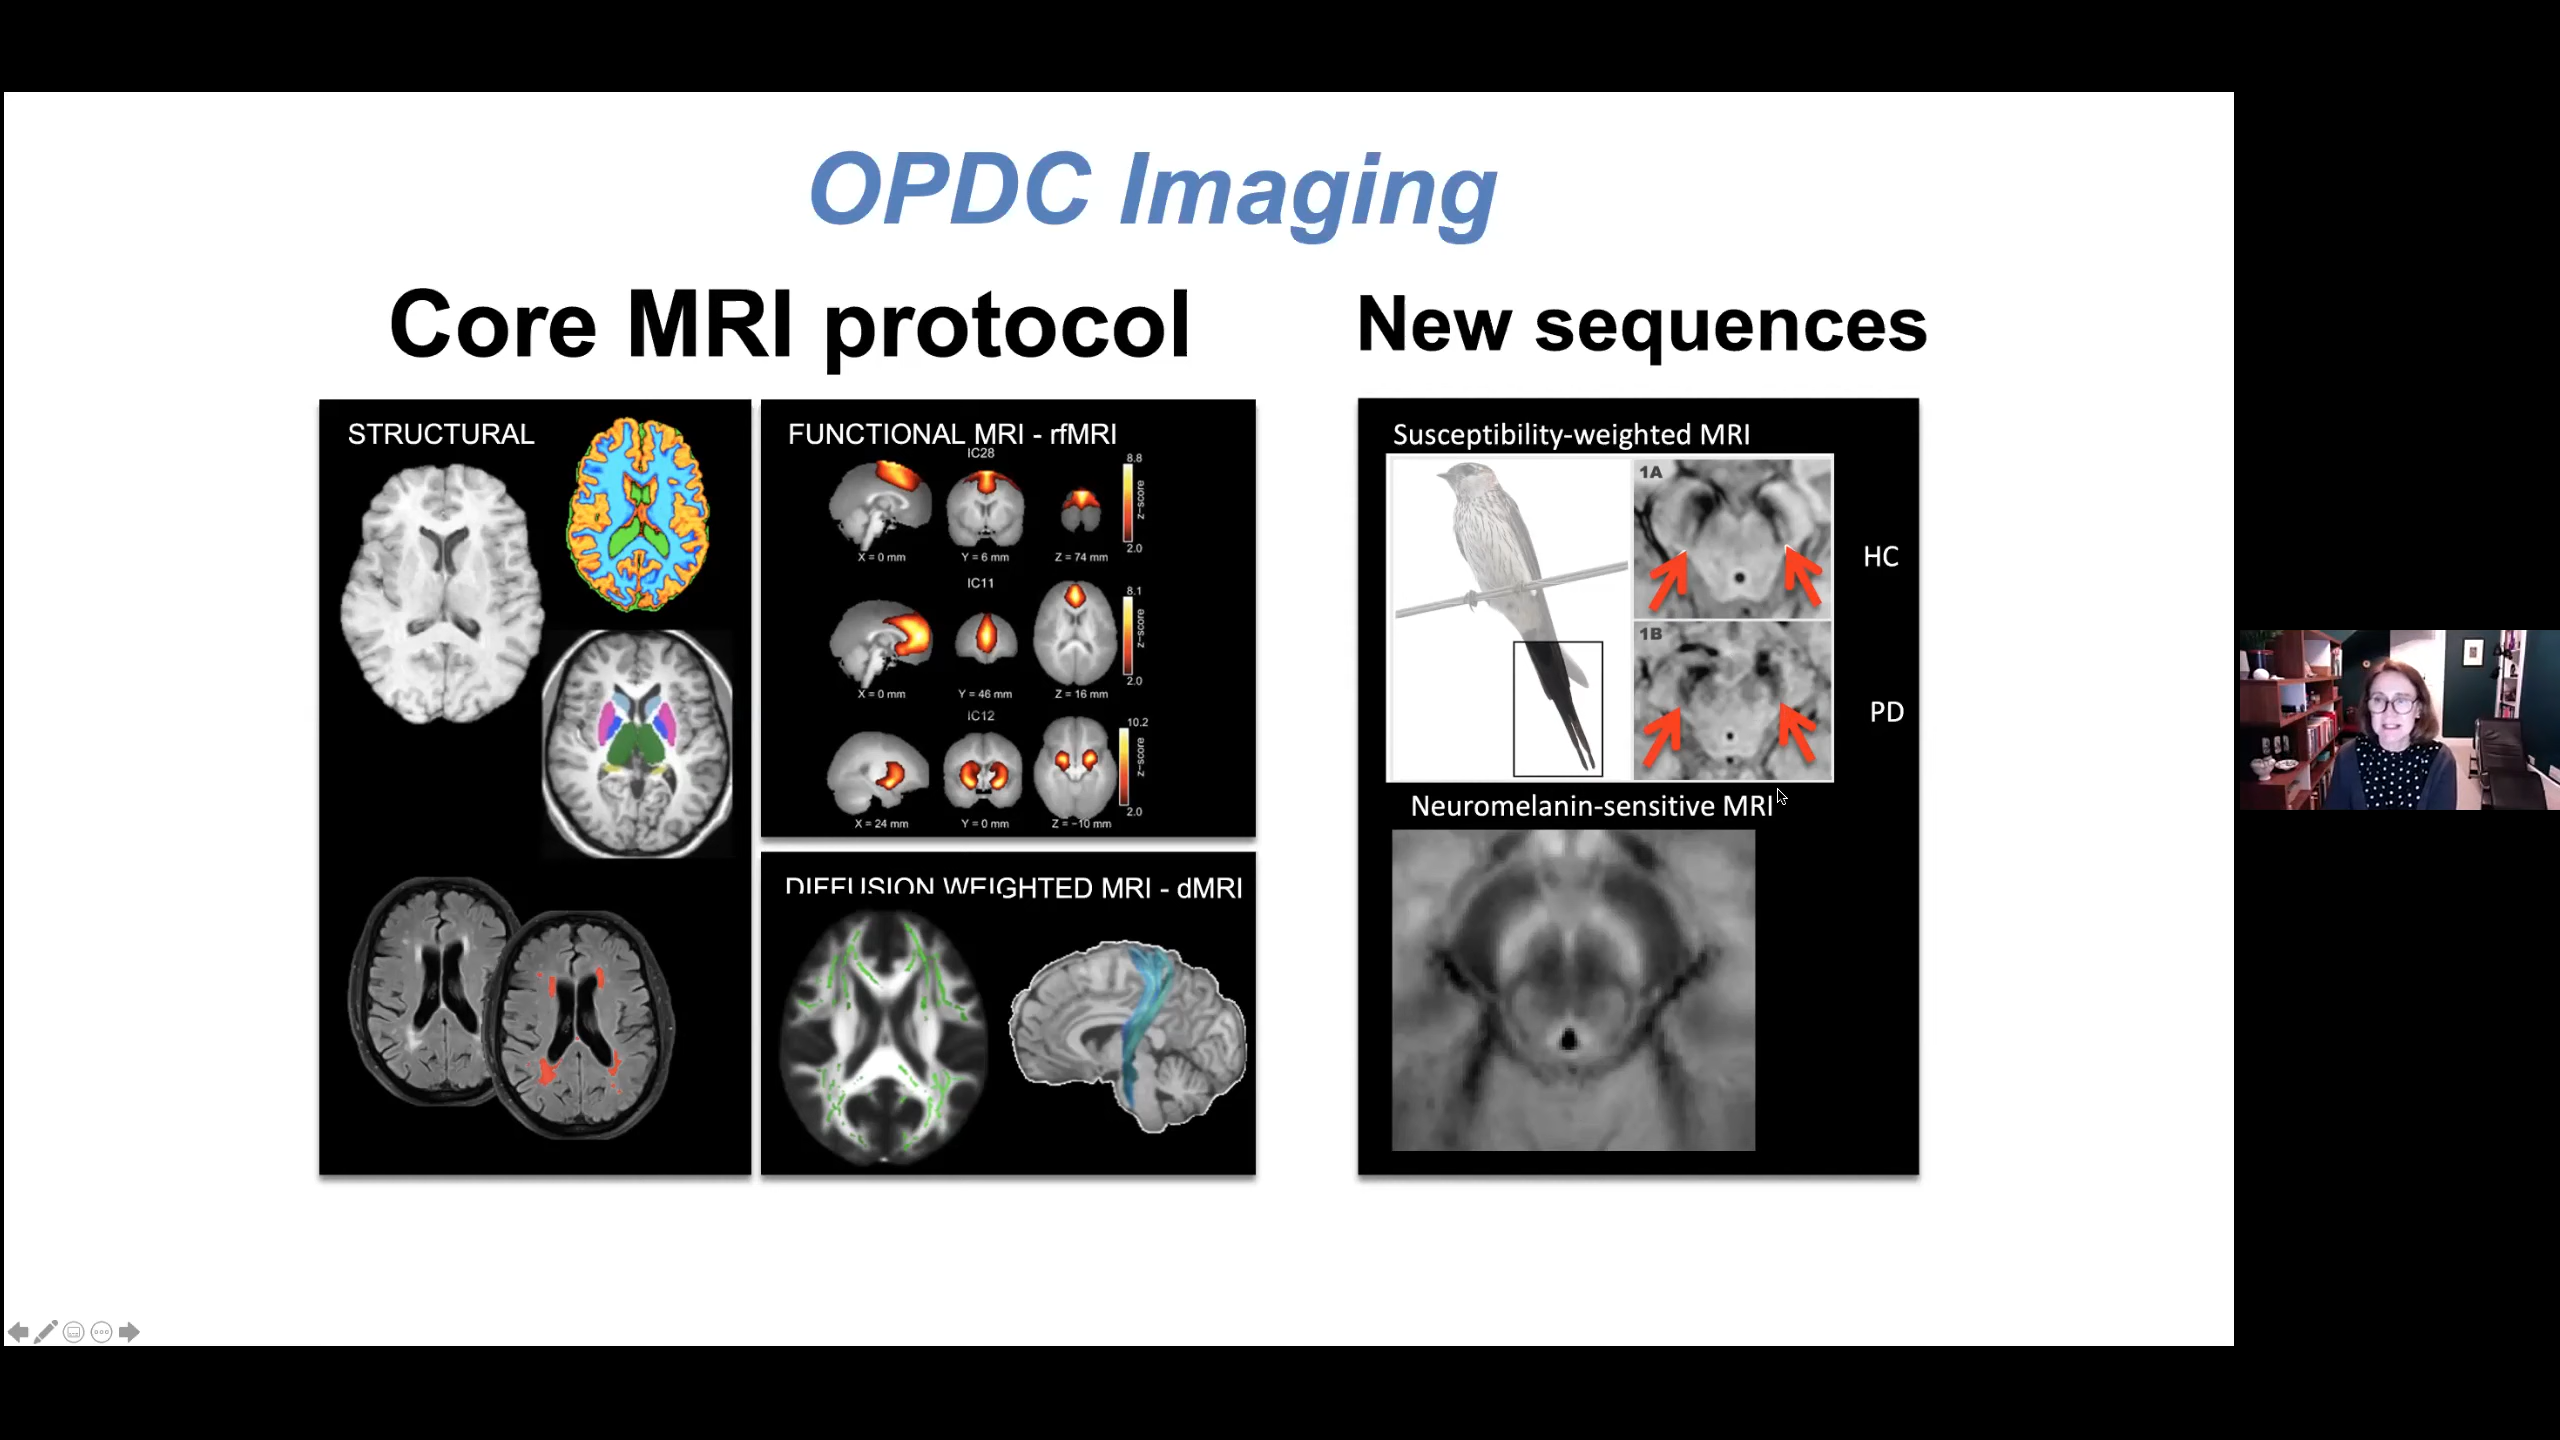 OPDC Imaging
Core MRI protocol
New sequences
STRUCTURAL
FUNCTIONAL MRI - rfMRI
IC28
8.8
z-score
2.0
X = 0 mm
Y = 6 mm
Z = 74 mm
IC11
8.1
z-score
2.0
X = 0 mm
Y = 46 mm
Z = 16 mm
IC12
10.2
z-score
2.0
X = 24 mm
Y = 0 mm
Z = −10 mm
DIFFUSION WEIGHTED MRI - dMRI
Susceptibility-weighted MRI
1A
HC
1B
PD
Neuromelanin-sensitive MRI